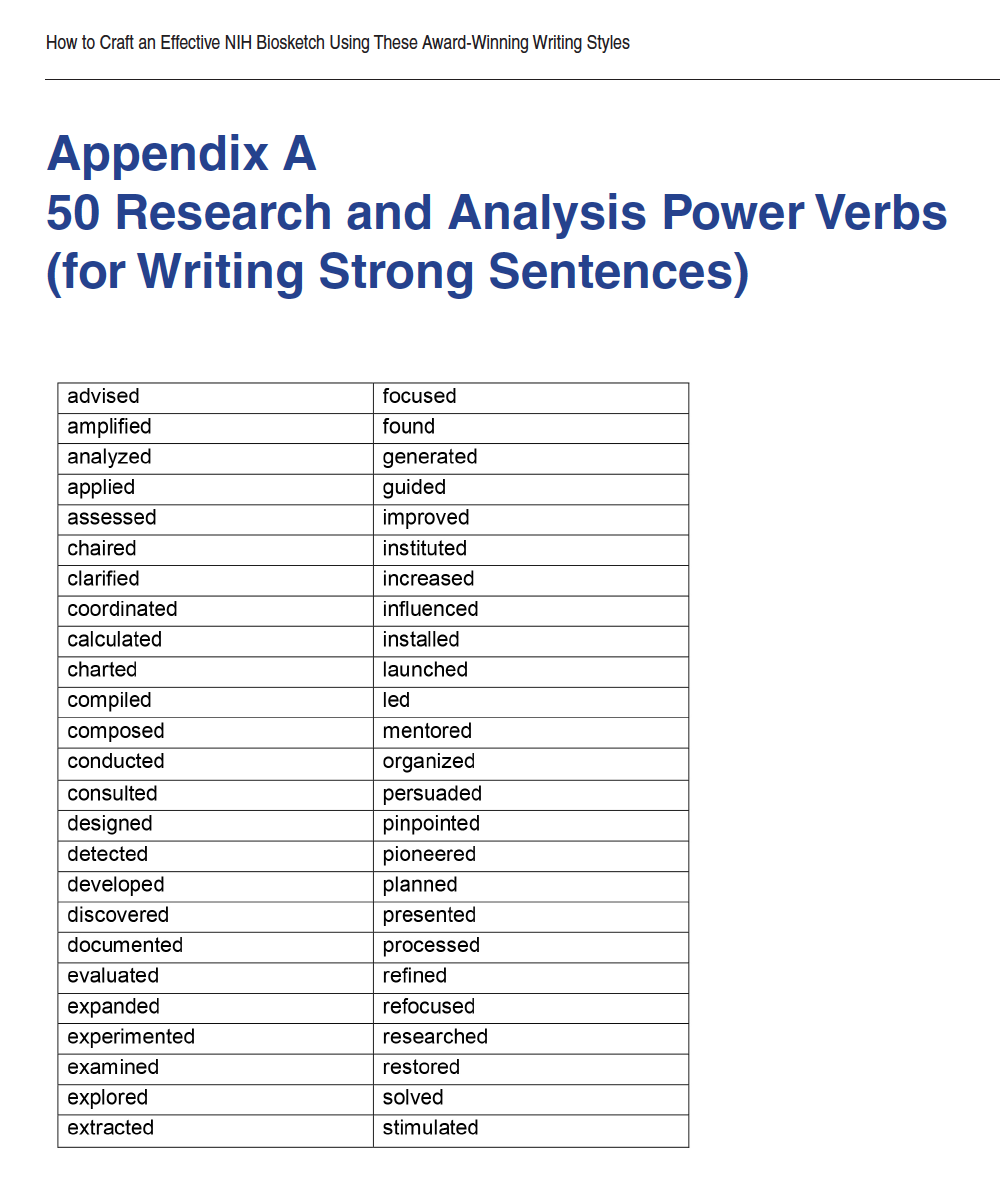 How to Craft an Effective NIH Biosketch Using These Award-Winning Writing Styles
Appendix A
50 Research and Analysis Power Verbs
(for Writing Strong Sentences)
advised focused
amplified found
analyzed generated
applied guided
assessed improved
chaired instituted
clarified increased
coordinated influenced
calculated installed
charted launched
compiled led
composed mentored
conducted organized
consulted persuaded
designed pinpointed
detected pioneered
developed planned
discovered presented
documented processed
evaluated refined
expanded refocused
experimented researched
examined restored
explored solved
extracted stimulated